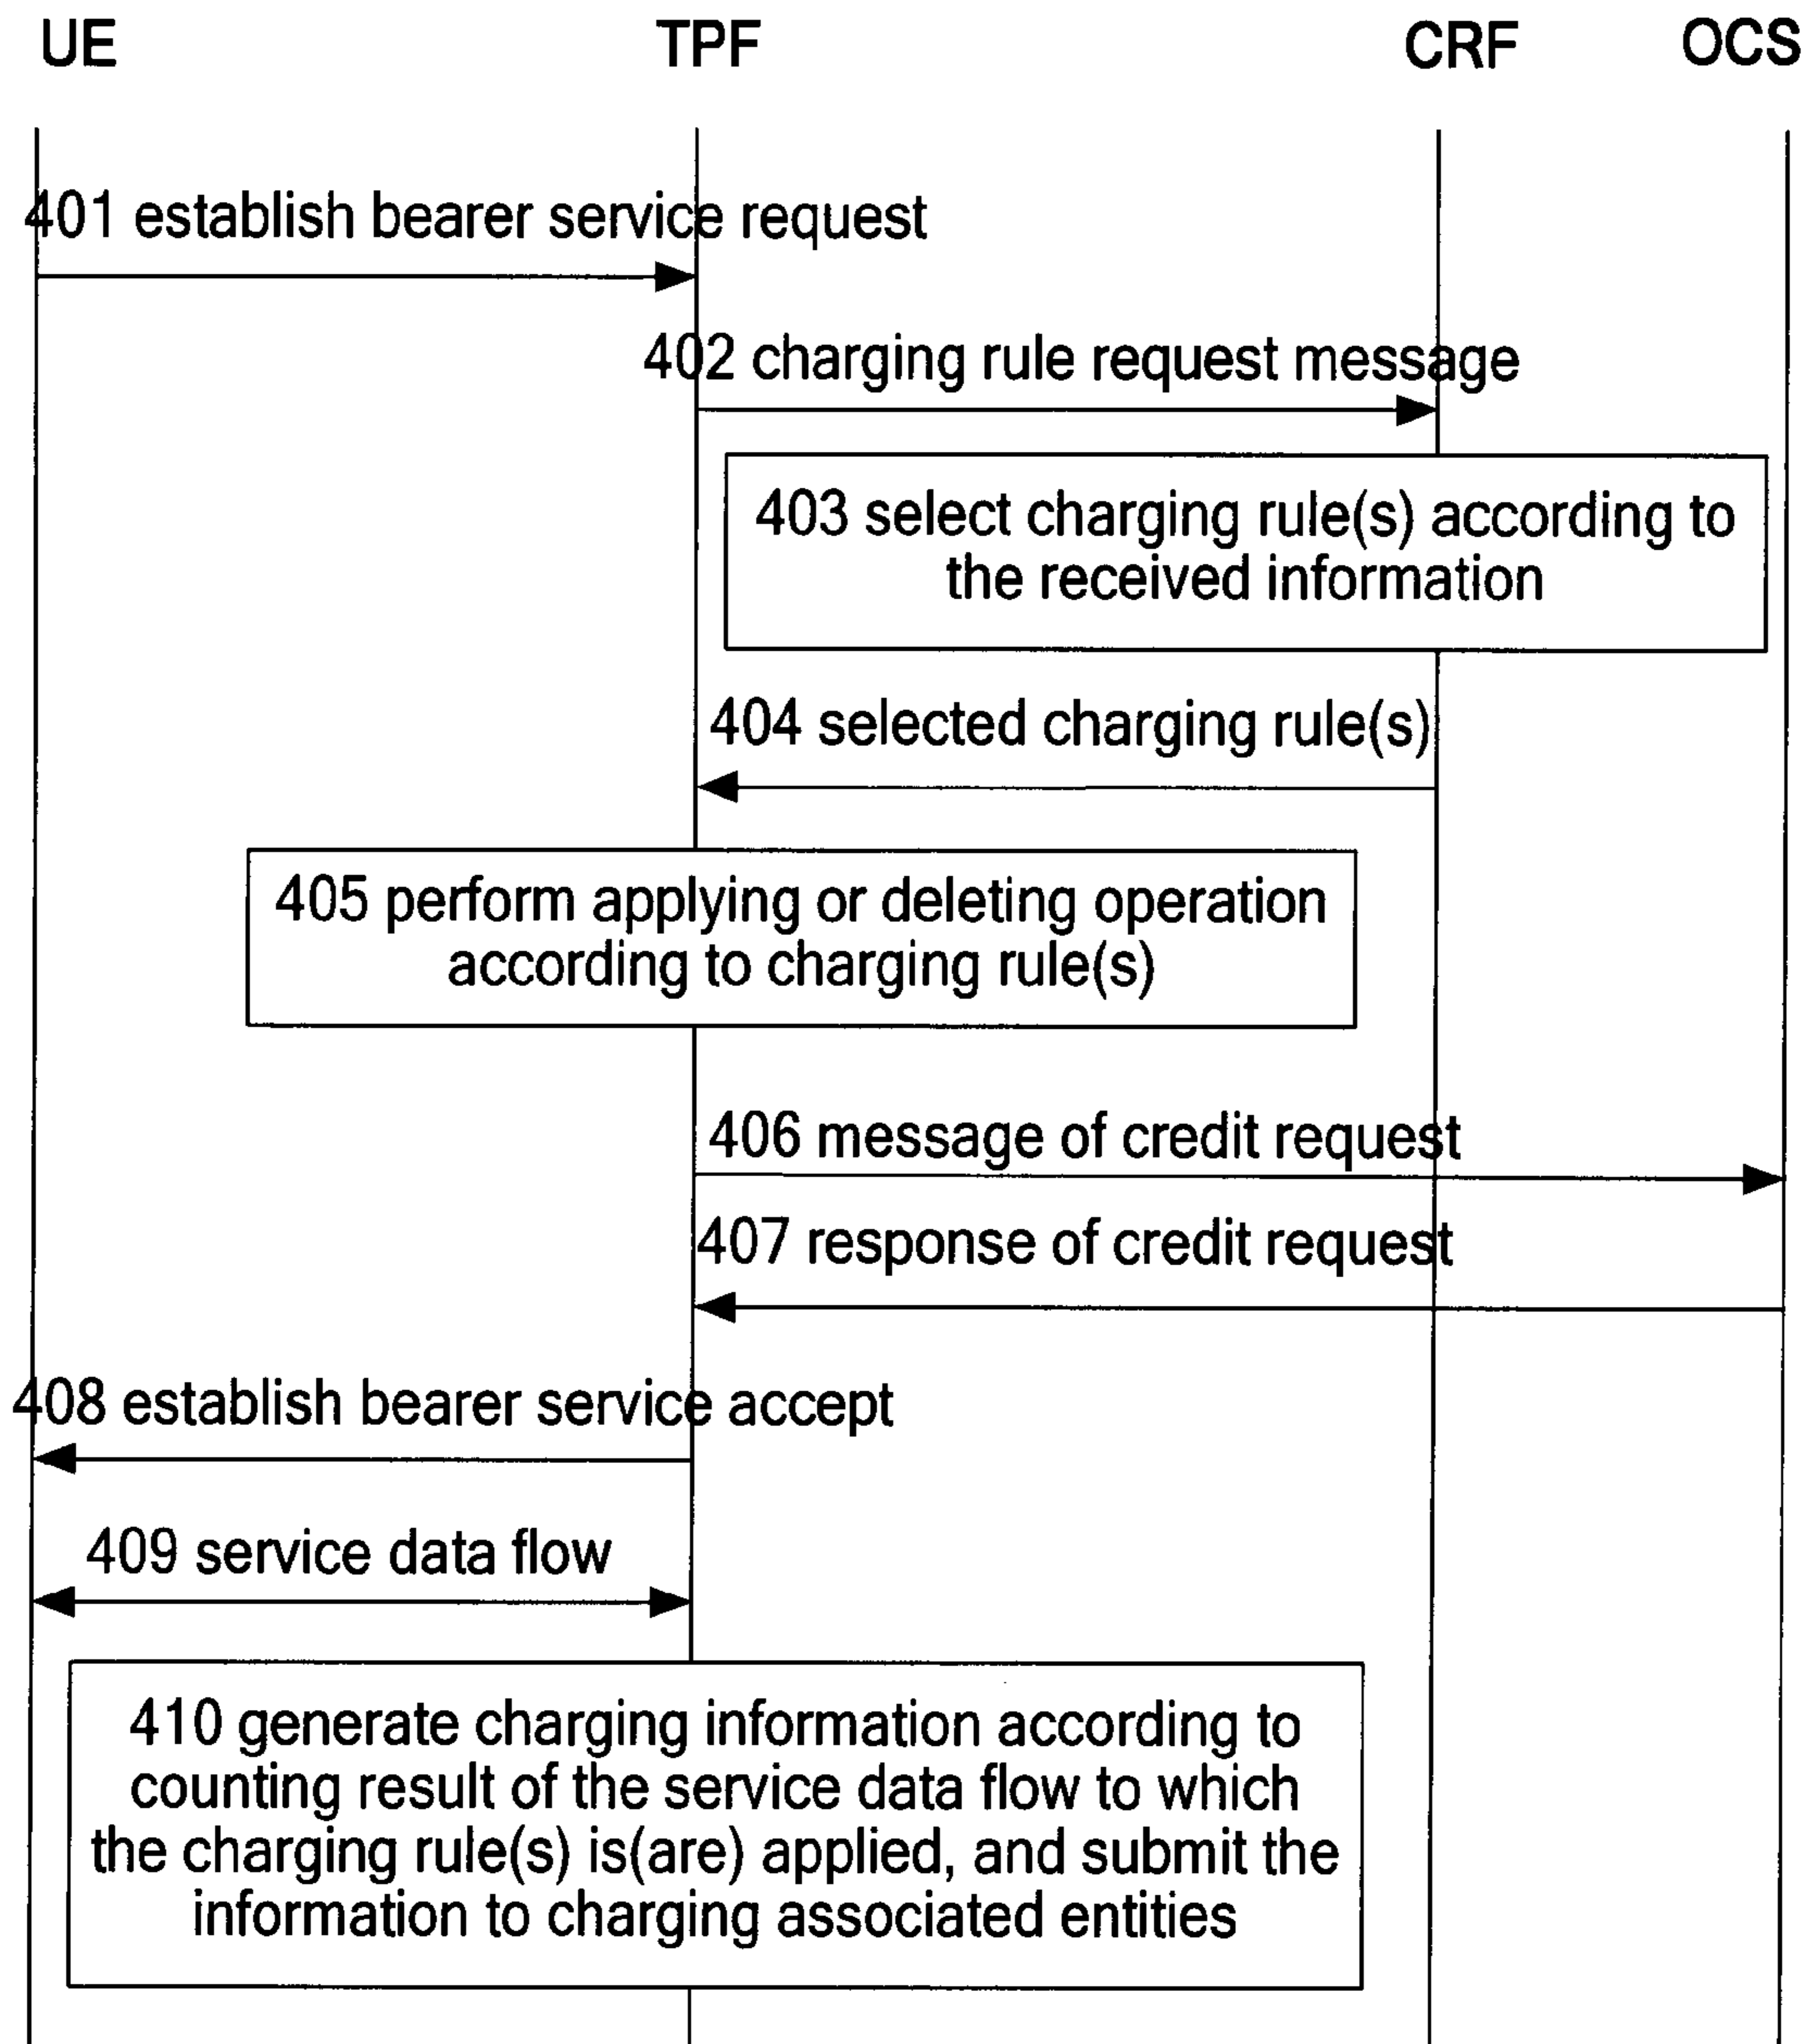 UE TPF CRF OCS
401 establish bearer service request
402 charging rule request message
403 select charging rule(s) according to
the received information
404 selected charging rule(s)
405 perform applying or deleting operation
according to charging rule(s)
406 message of credit request
407 response of credit request
408 establish bearer service accept
409 service data flow
410 generate charging information according to
counting result of the service data flow to which
the charging rule(s) is(are) applied, and submit the
information to charging associated entities